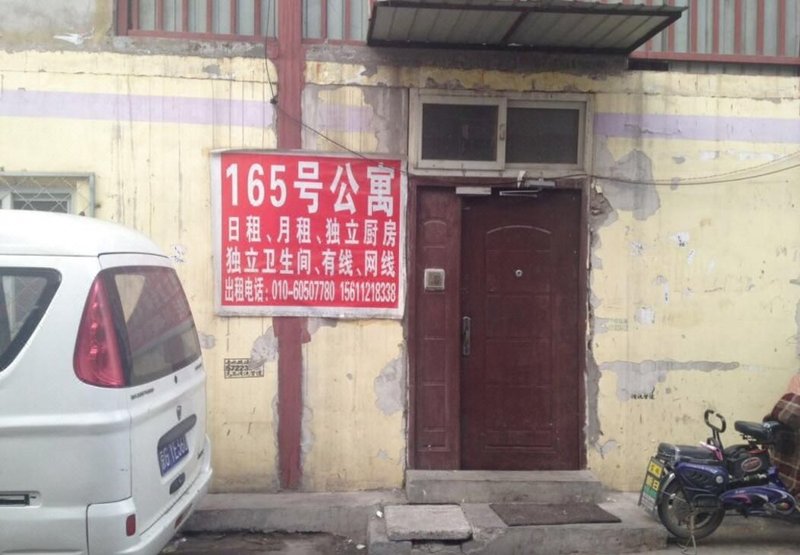 165号公寓
日租、月租、独立厨房
独立卫生间、有线、网线
出租电话:010-60507780 15611218338